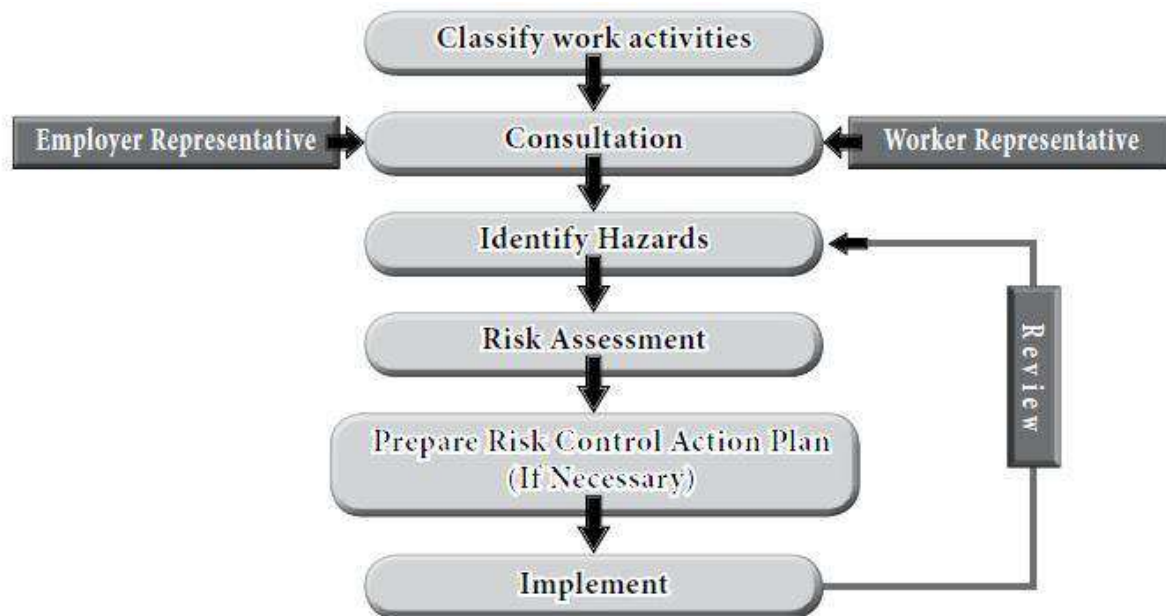 Classify work activities
Employer Representative
Consultation
Worker Representative
Identify Hazards
Risk Assessment
Review
Prepare Risk Control Action Plan
(If Necessary)
Implement